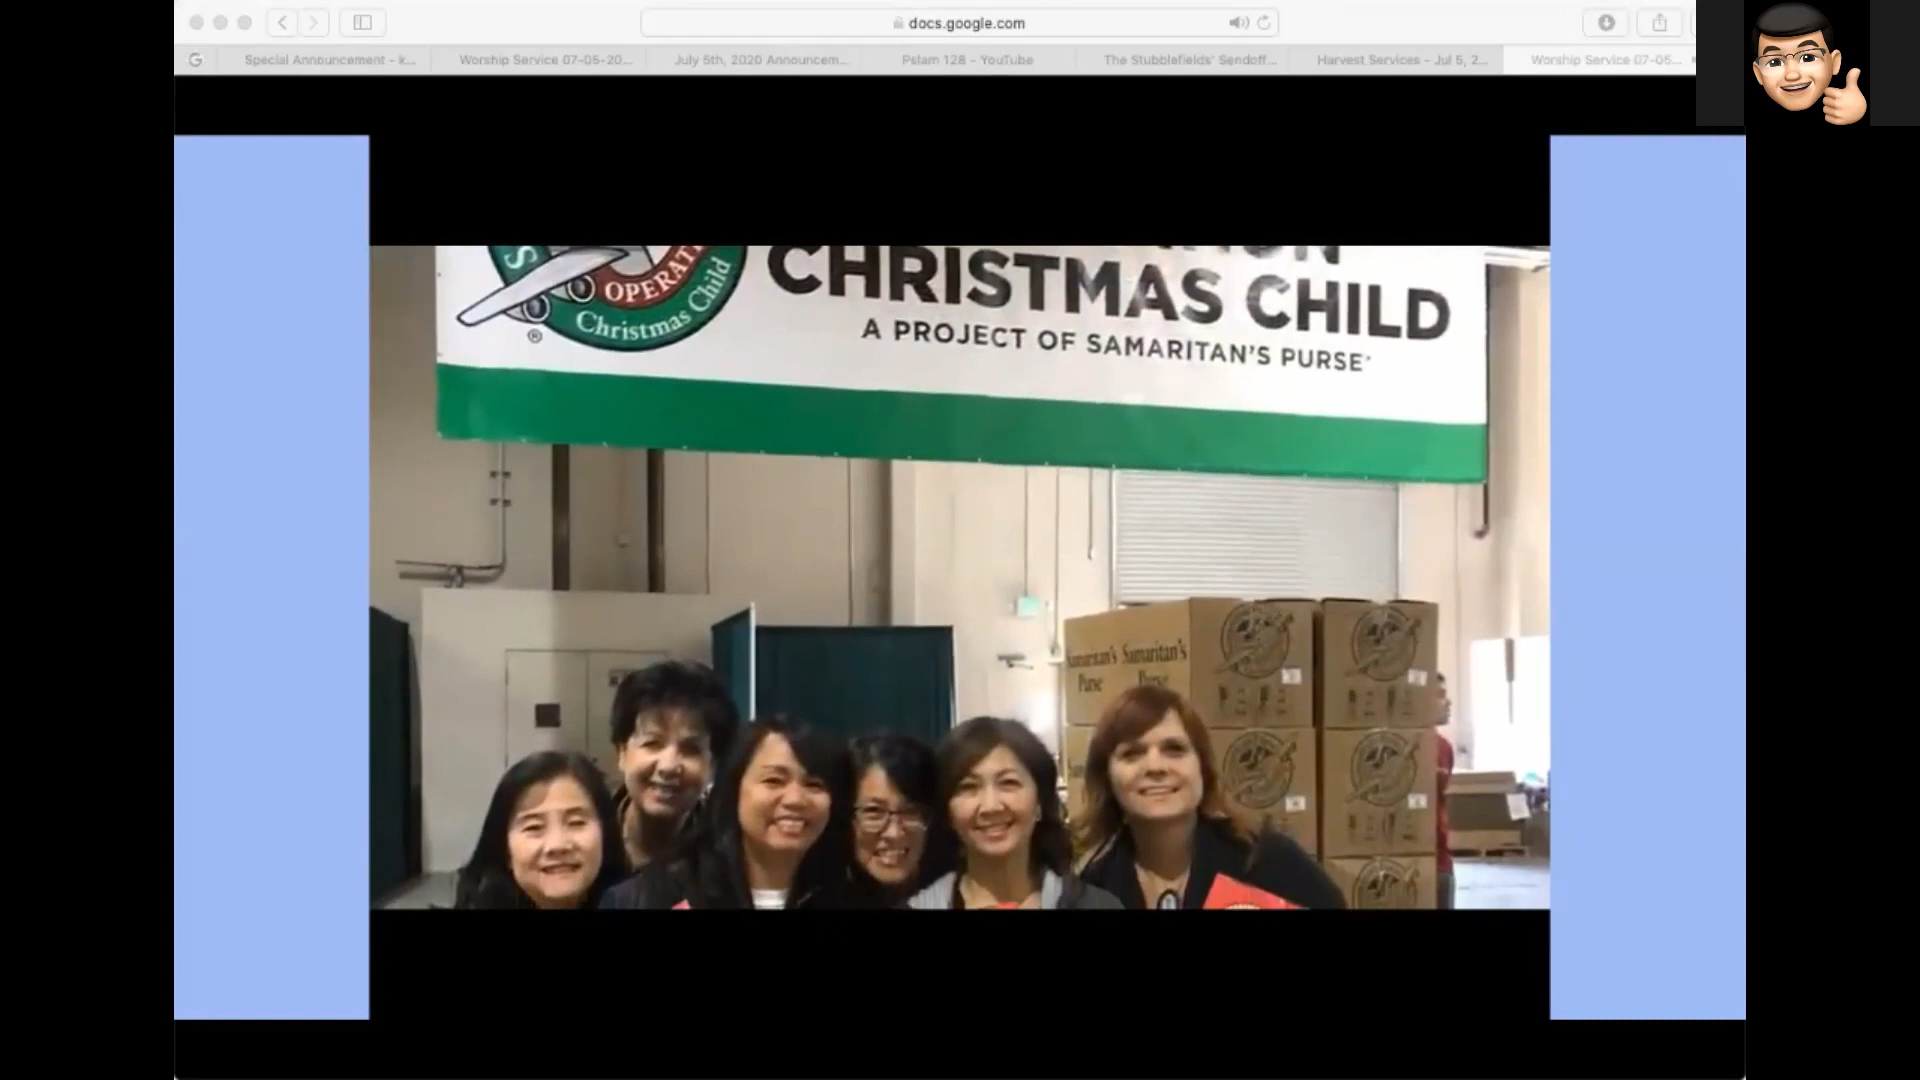 docs.google.com
Special Announcement - k...
Worship Service 07-05-20...
July 5th, 2020 Announcem...
Pslam 128 - YouTube
The Stubblefields' Sendoff...
Harvest Services - Jul 5, 2...
Worship Service 07-05...
OPERATI
Christmas Child
®
CHRISTMAS CHILD
A PROJECT OF SAMARITAN'S PURSE
Samaritan's Samaritan's
Purse Purse